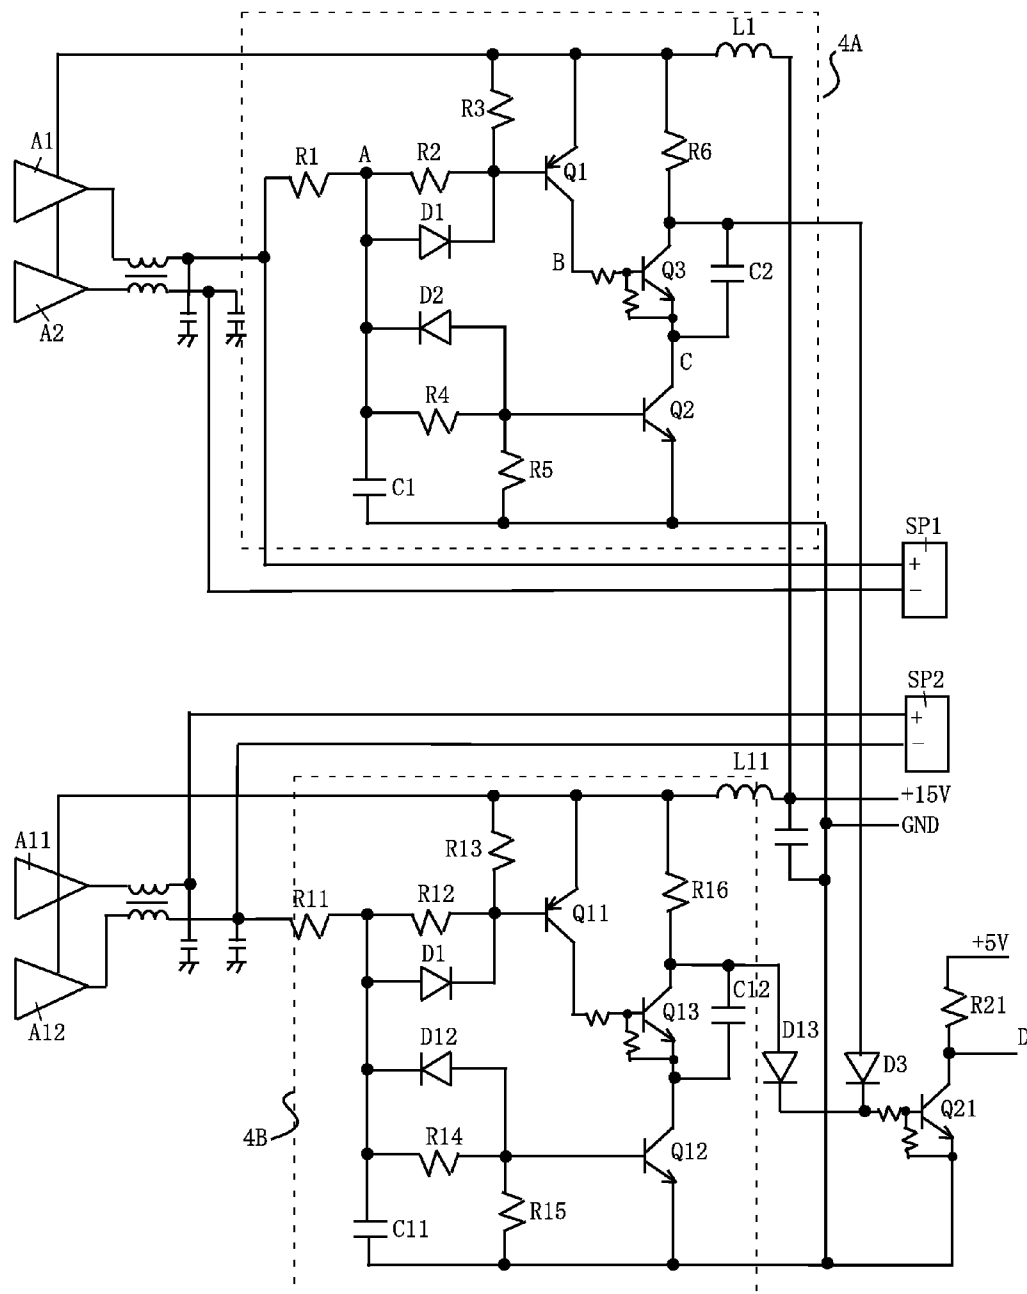 L1
4A
R3
A1
R1
A
R2
Q1
R6
D1
B
Q3
C2
A2
D2
C
R4
Q2
R5
C1
SP1
+
−
SP2
+
−
L11
+15V
GND
A11
R13
R11
R12
Q11
R16
D1
+5V
C12
Q13
R21
A12
D12
D13
D
D3
Q21
4B
R14
Q12
R15
C11